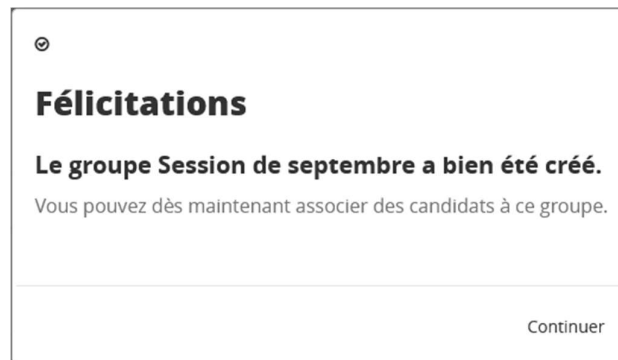 Félicitations
Le groupe Session de septembre a bien été créé.
Vous pouvez dès maintenant associer des candidats à ce groupe.
Continuer